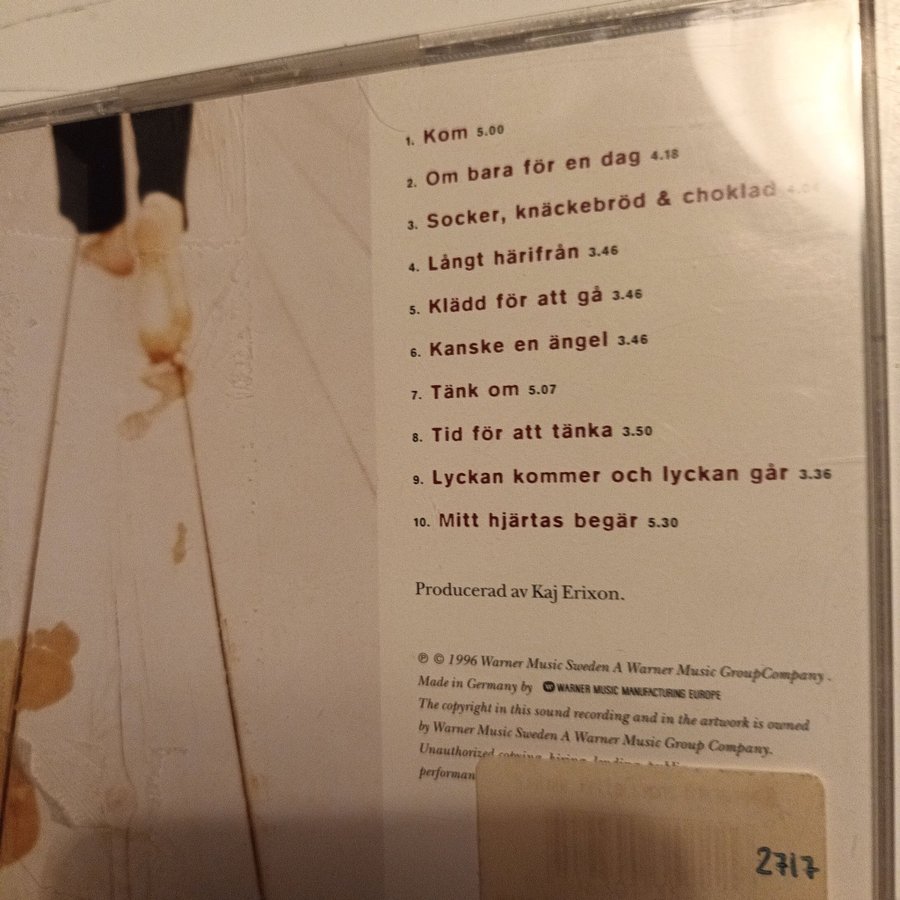 1. Kom 5.00
2. Om bara för en dag 4.18
3. Socker, knäckebröd & choklad
4. Långt härifrån 3.46
5. Klädd för att gå 3.46
6. Kanske en ängel 3.46
7. Tänk om 5.07
8. Tid för att tänka 3.50
9. Lyckan kommer och lyckan går 3.36
10. Mitt hjärtas begär 5.30
Producerad av Kaj Erixon.
℗ © 1996 Warner Music Sweden A Warner Music GroupCompany .
Made in Germany by WARNER MUSIC MANUFACTURING EUROPE
The copyright in this sound recording and in the artwork is owned
by Warner Music Sweden A Warner Music Group Company.
Unauthorized copying, hiring, lending,
2717